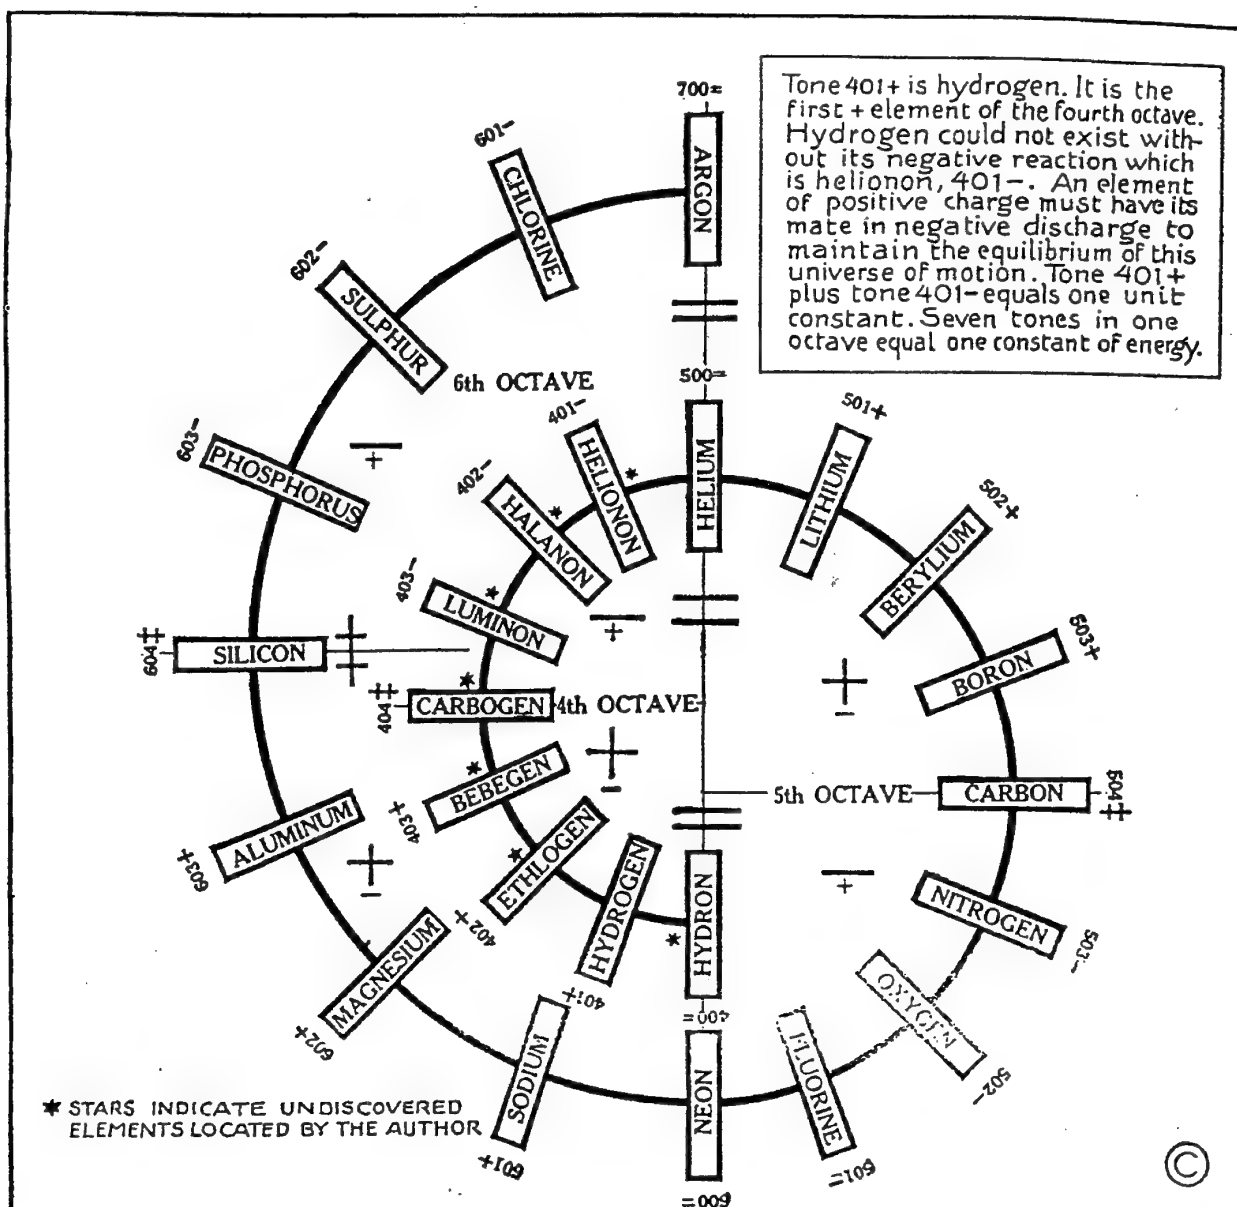 Tone 401+ is hydrogen. It is the
first + element of the fourth octave.
Hydrogen could not exist with-
out its negative reaction which
is helionon, 401-. An element
of positive charge must have its
mate in negative discharge to
maintain the equilibrium of this
universe of motion. Tone 401+
plus tone 401- equals one unit
constant. Seven tones in one
octave equal one constant of energy.
700=
ARGON
601-
CHLORINE
602-
SULPHUR
6th OCTAVE
603-
PHOSPHORUS
604‡
SILICON
603+
ALUMINUM
602+
MAGNESIUM
601+
SODIUM
600=
NEON
500=
HELIUM
501+
LITHIUM
502+
BERYLIUM
503+
BORON
504‡
CARBON
5th OCTAVE
503-
NITROGEN
502-
OXYGEN
601=
FLUORINE
401-
HELIONON *
402-
HALANON *
403-
LUMINON *
404‡
CARBOGEN *
4th OCTAVE
403+
BEBEGEN *
402+
ETHLOGEN *
401+
HYDROGEN
400=
HYDRON *
* STARS INDICATE UNDISCOVERED
ELEMENTS LOCATED BY THE AUTHOR
©